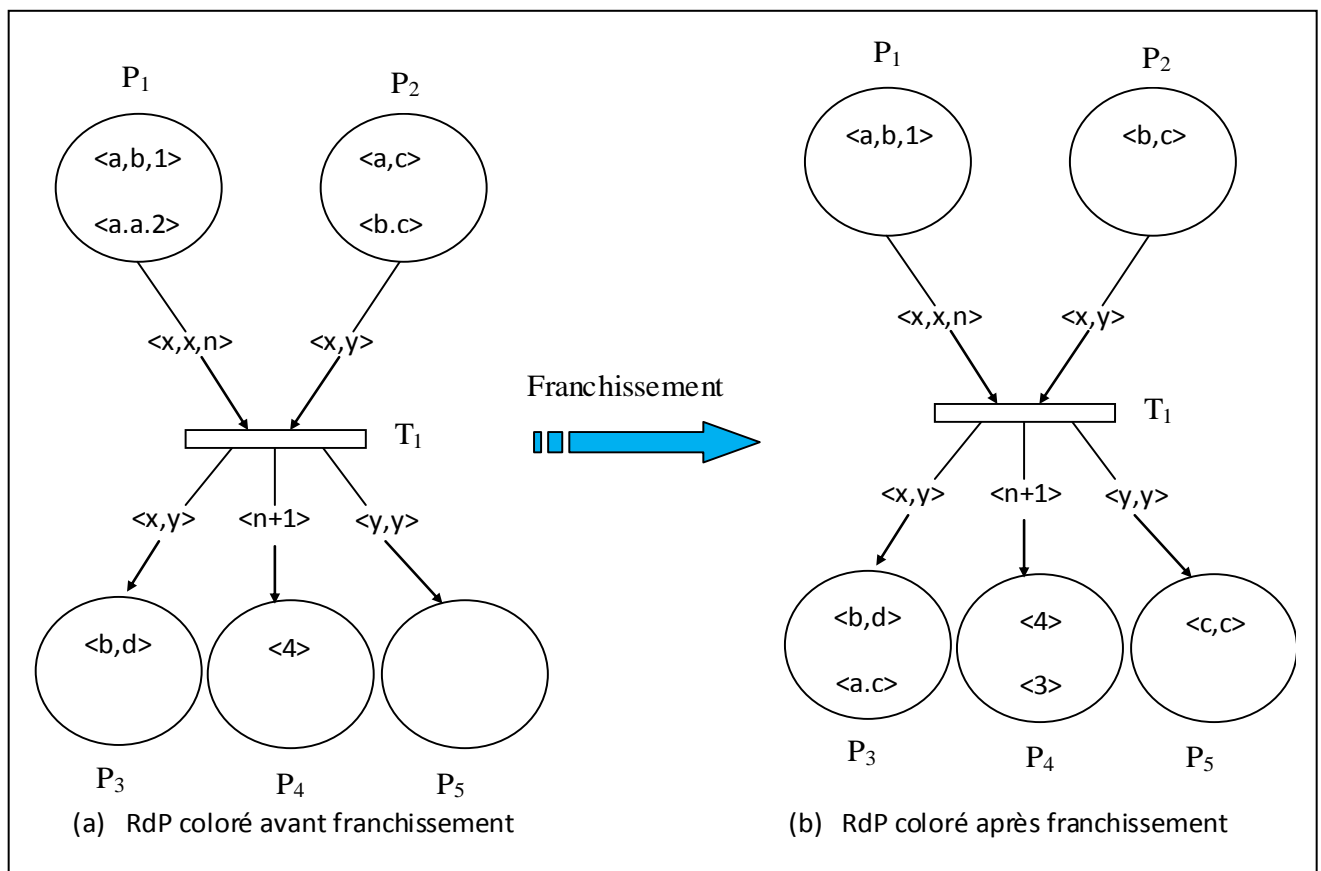 P1
P2
<a,b,1>
<a,c>
<a.a.2>
<b.c>
<x,x,n>
<x,y>
T1
<x,y>
<n+1>
<y,y>
<b,d>
<4>
P3
P4
P5
(a) RdP coloré avant franchissement
Franchissement
P1
P2
<a,b,1>
<b,c>
<x,x,n>
<x,y>
T1
<x,y>
<n+1>
<y,y>
<b,d>
<4>
<c,c>
<a.c>
<3>
P3
P4
P5
(b) RdP coloré après franchissement